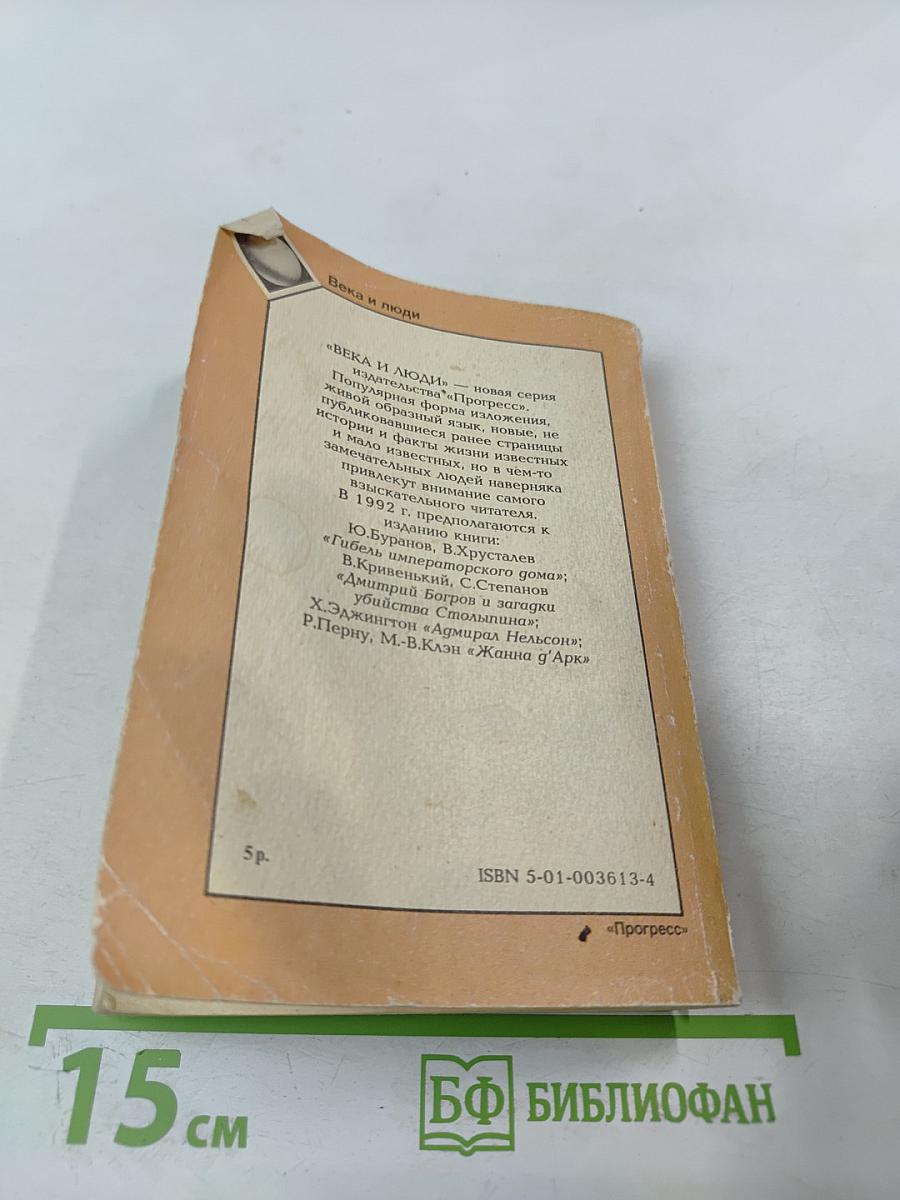 Века и люди
«ВЕКА И ЛЮДИ» — новая серия
издательства «Прогресс».
Популярная форма изложения,
живой образный язык, новые, не
публиковавшиеся ранее страницы
истории и факты жизни известных
и мало известных, но в чем-то
замечательных людей наверняка
привлекут внимание самого
взыскательного читателя.
В 1992 г. предполагаются к
изданию книги:
Ю.Буранов, В.Хрусталев
«Гибель императорского дома»;
В.Кривенький, С.Степанов
«Дмитрий Богров и загадки
убийства Столыпина»;
Х.Эджингтон «Адмирал Нельсон»;
Р.Перну, М.-В.Клэн «Жанна д'Арк»
5 р.
ISBN 5-01-003613-4
«Прогресс»
15 см
БФ БИБЛИОФАН